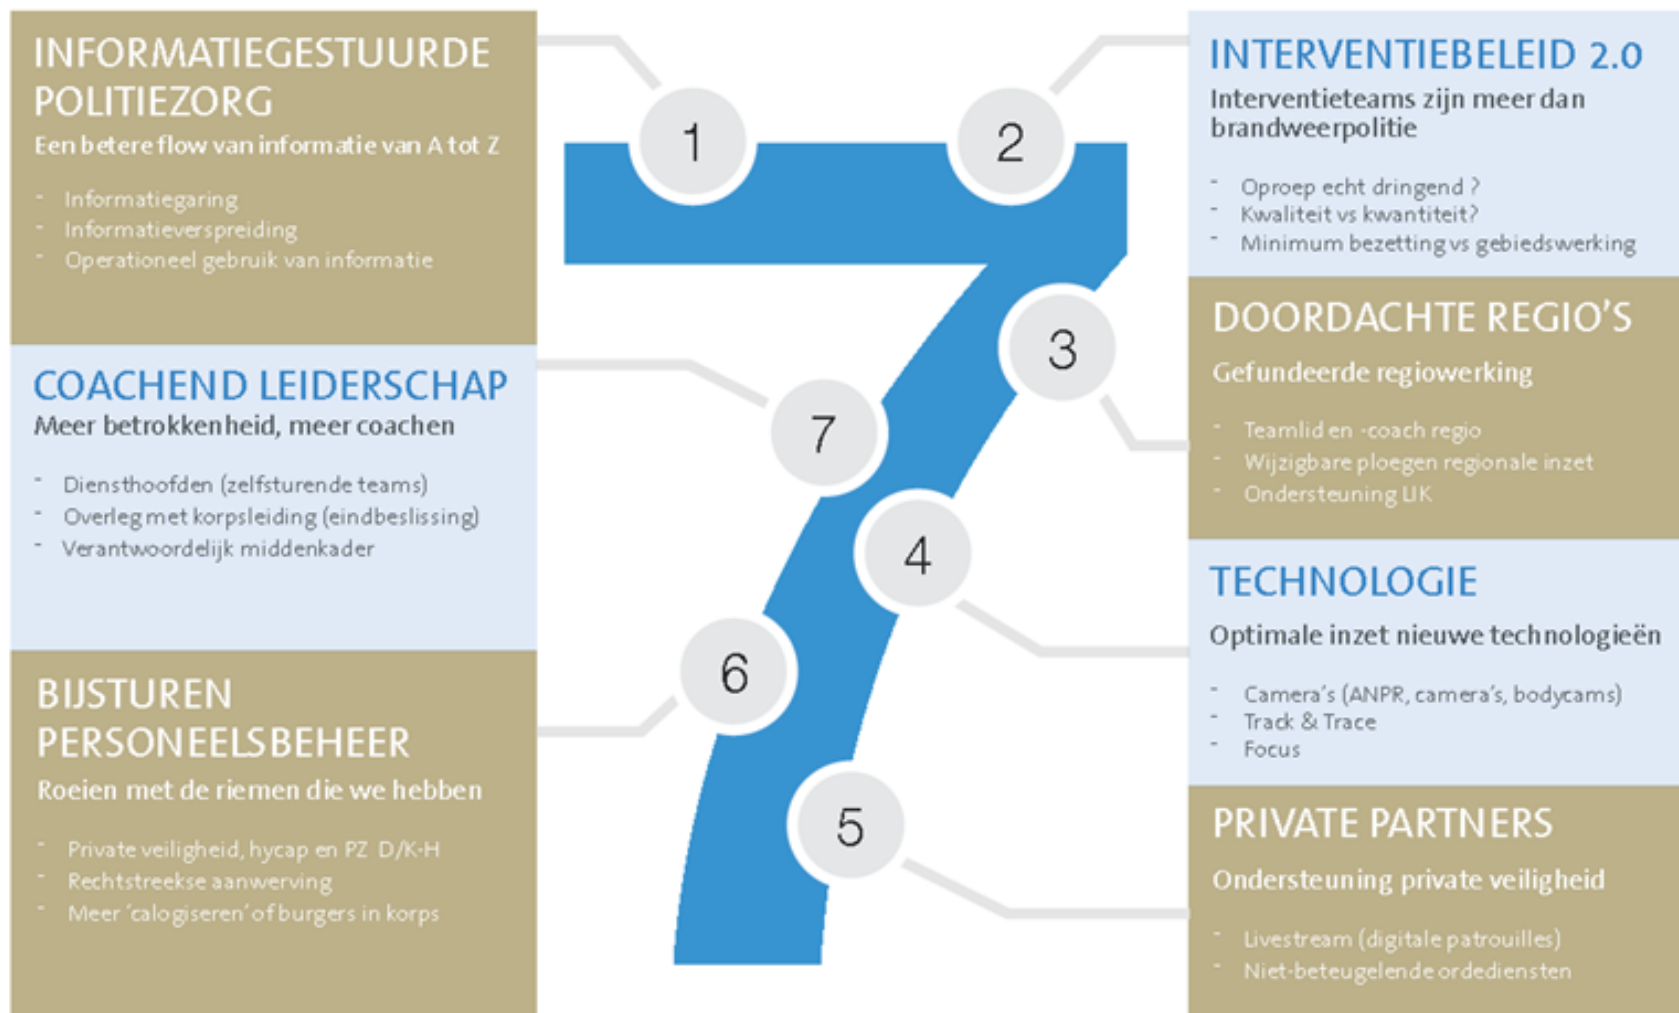 INFORMATIEGESTUURDE
POLITIEZORG
Een betere flow van informatie van A tot Z
- Informatiegaring
- Informatieverspreiding
- Operationeel gebruik van informatie
1
2
INTERVENTIEBELEID 2.0
Interventieteams zijn meer dan
brandweerpolitie
- Oproep echt dringend ?
- Kwaliteit vs kwantiteit?
- Minimum bezetting vs gebiedswerking
3
DOORDACHTE REGIO’S
Gefundeerde regiowerking
- Teamlid en -coach regio
- Wijzigbare ploegen regionale inzet
- Ondersteuning LIK
COACHEND LEIDERSCHAP
Meer betrokkenheid, meer coachen
- Diensthoofden (zelfsturende teams)
- Overleg met korpsleiding (eindbeslissing)
- Verantwoordelijk middenkader
7
4
TECHNOLOGIE
Optimale inzet nieuwe technologieën
- Camera’s (ANPR, camera’s, bodycams)
- Track & Trace
- Focus
BIJSTUREN
PERSONEELSBEHEER
Roeien met de riemen die we hebben
- Private veiligheid, hycap en PZ D/K-H
- Rechtstreekse aanwerving
- Meer ‘calogiseren’ of burgers in korps
6
5
PRIVATE PARTNERS
Ondersteuning private veiligheid
- Livestream (digitale patrouilles)
- Niet-beteugelende ordediensten